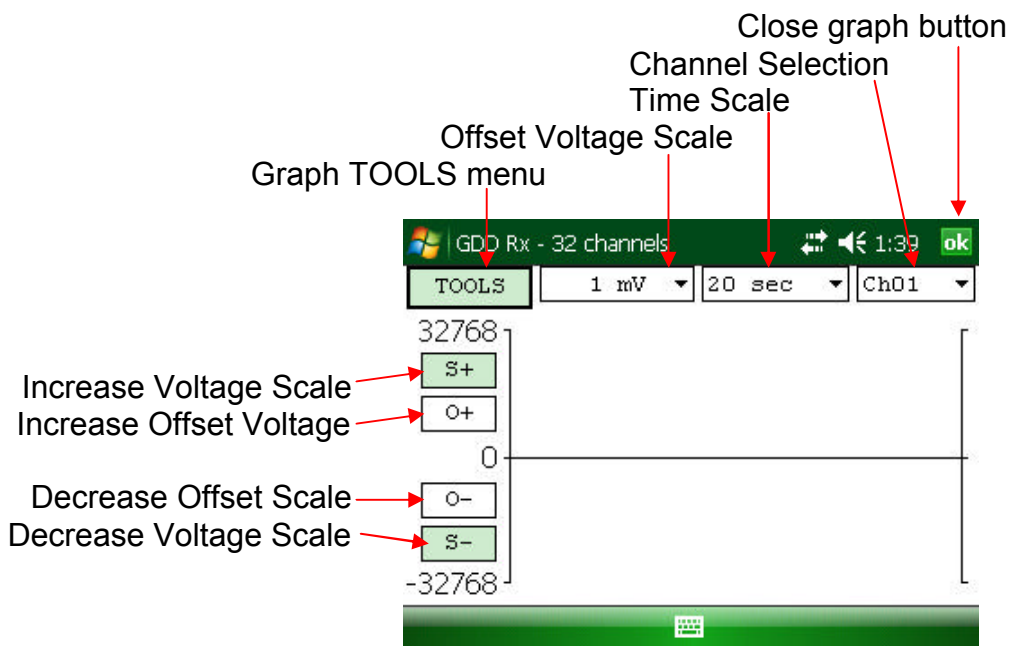 Close graph button
Channel Selection
Time Scale
Offset Voltage Scale
Graph TOOLS menu
GDD Rx - 32 channels 1:39 ok
TOOLS 1 mV 20 sec Ch01
32768
S+
Increase Voltage Scale
O+
Increase Offset Voltage
0
Decrease Offset Scale
O-
Decrease Voltage Scale
S-
-32768